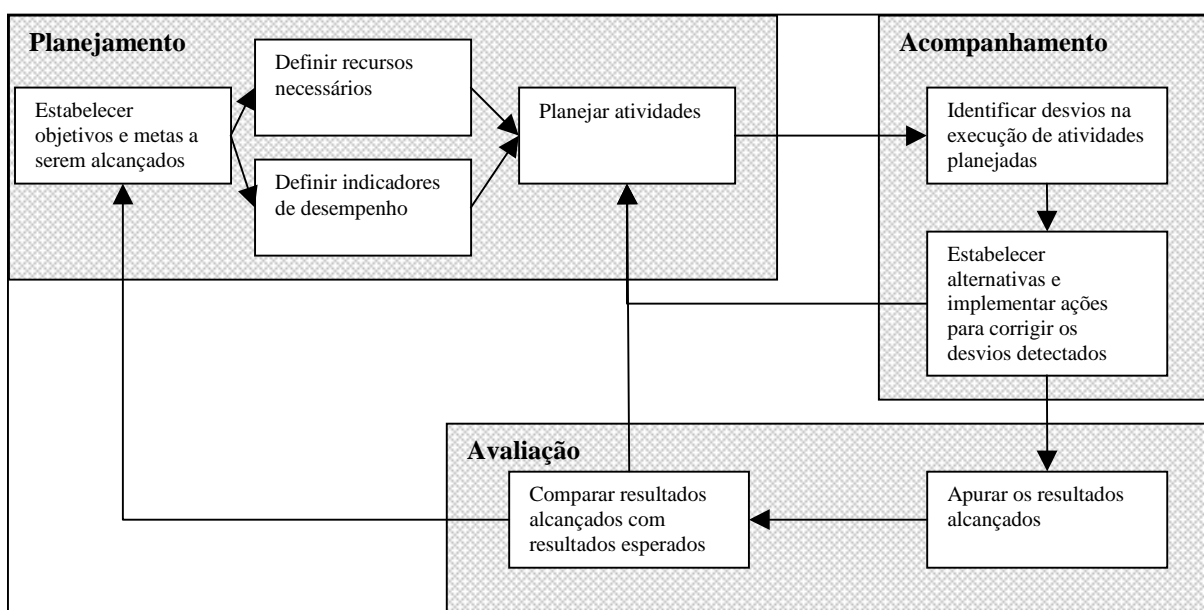 Planejamento
Estabelecer
objetivos e metas a
serem alcançados
Definir recursos
necessários
Definir indicadores
de desempenho
Planejar atividades
Acompanhamento
Identificar desvios na
execução de atividades
planejadas
Estabelecer
alternativas e
implementar ações
para corrigir os
desvios detectados
Avaliação
Comparar resultados
alcançados com
resultados esperados
Apurar os resultados
alcançados